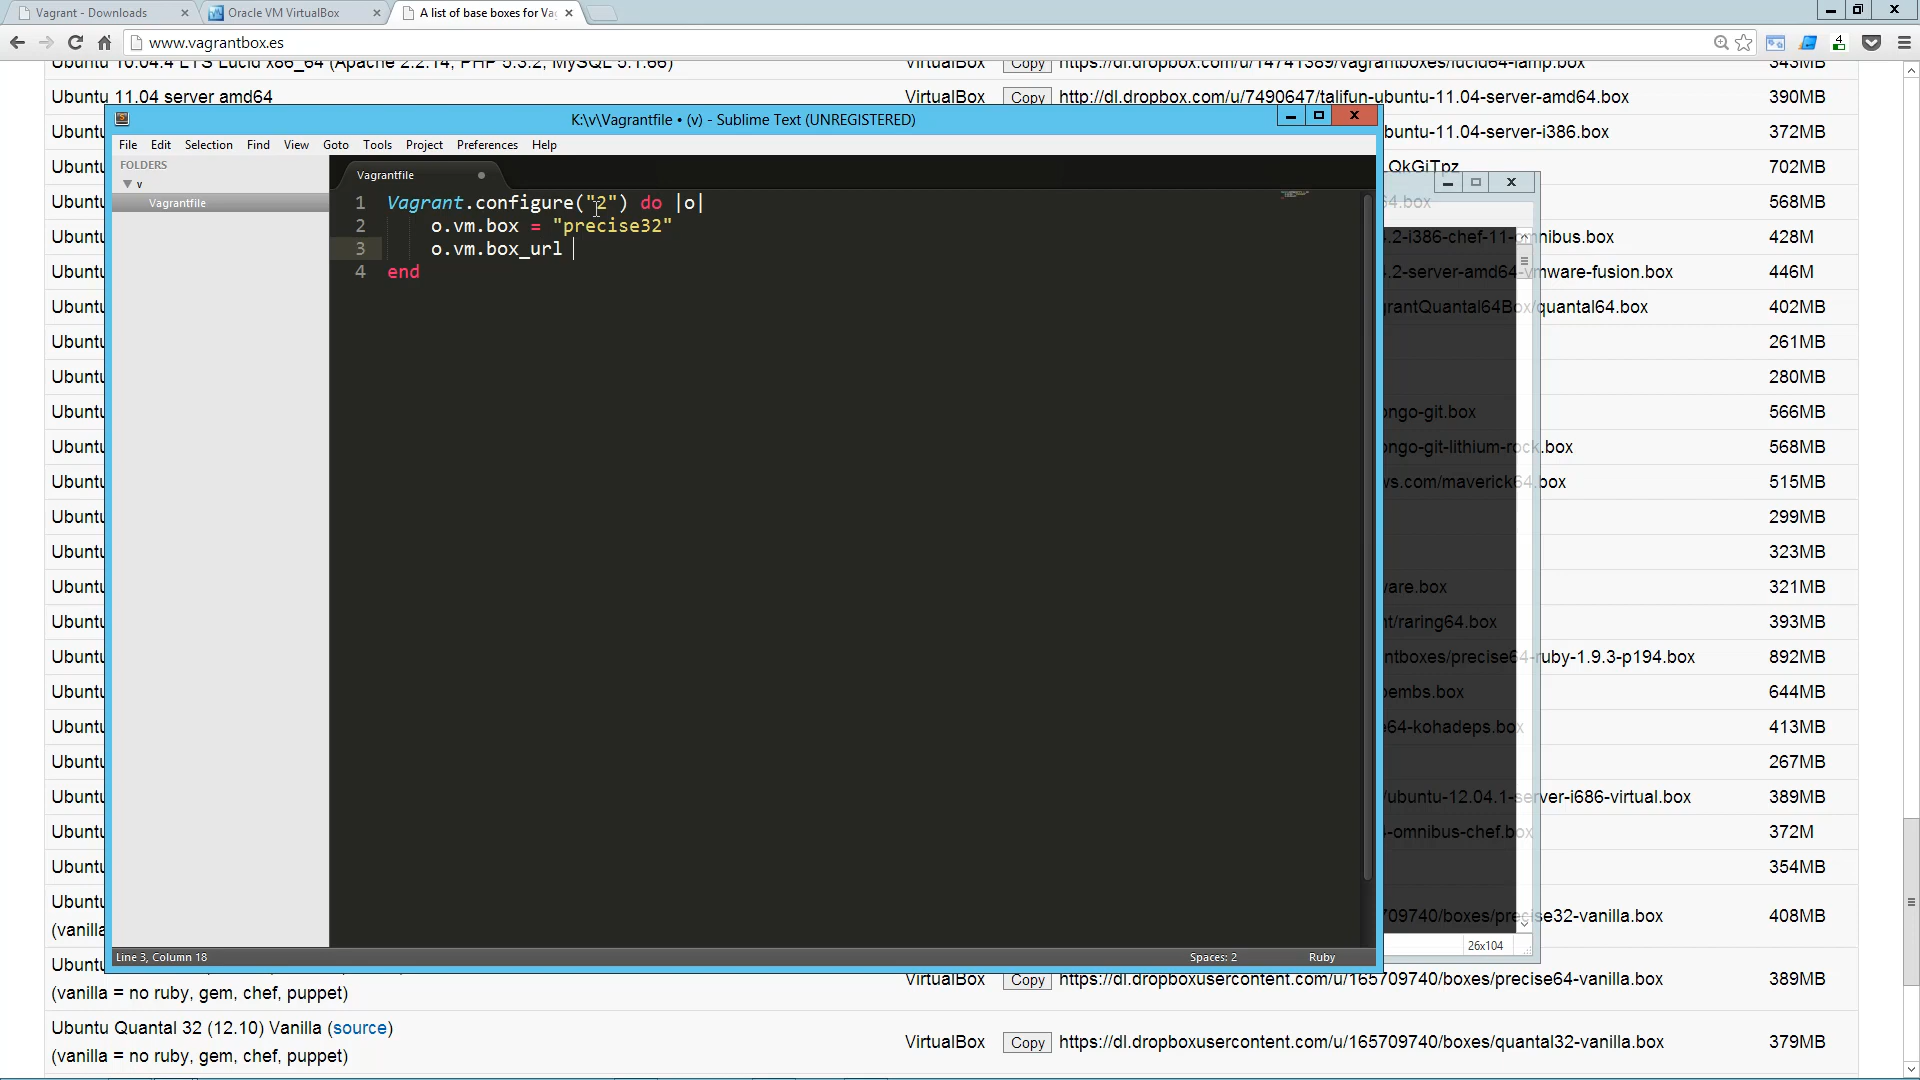 Vagrant - Downloads
Oracle VM VirtualBox
A list of base boxes for Va
www.vagrantbox.es
4
Ubuntu 10.04.4 LTS Lucid x86_64 (Apache 2.2.14, PHP 5.3.2, MySQL 5.1.66) VirtualBox Copy https://dl.dropbox.com/u/14741389/vagrantboxes/lucid64-lamp.box 343MB
Ubuntu 11.04 server amd64 VirtualBox Copy http://dl.dropbox.com/u/7490647/talifun-ubuntu-11.04-server-amd64.box 390MB
K:\v\Vagrantfile • (v) - Sublime Text (UNREGISTERED)
File Edit Selection Find View Goto Tools Project Preferences Help
FOLDERS
v
Vagrantfile
Vagrantfile
1 Vagrant.configure("2") do |o|
2 o.vm.box = "precise32"
3 o.vm.box_url
4 end
Line 3, Column 18
Spaces: 2
Ruby
Ubuntu buntu-11.04-server-i386.box 372MB
Ubuntu QkGiTpz 702MB
Ubuntu 4.box 568MB
Ubuntu .2-i386-chef-11-omnibus.box 428M
Ubuntu .2-server-amd64-vmware-fusion.box 446M
Ubuntu grantQuantal64Box/quantal64.box 402MB
Ubuntu 261MB
Ubuntu 280MB
Ubuntu ongo-git.box 566MB
Ubuntu ongo-git-lithium-rock.box 568MB
Ubuntu ws.com/maverick64.box 515MB
Ubuntu 299MB
Ubuntu 323MB
Ubuntu ware.box 321MB
Ubuntu nt/raring64.box 393MB
Ubuntu ntboxes/precise64-ruby-1.9.3-p194.box 892MB
Ubuntu pembs.box 644MB
Ubuntu e64-kohadeps.box 413MB
Ubuntu 267MB
Ubuntu /ubuntu-12.04.1-server-i686-virtual.box 389MB
Ubuntu 4-omnibus-chef.box 372M
Ubuntu 354MB
Ubuntu
(vanilla 709740/boxes/precise32-vanilla.box 408MB
26x104
Ubuntu
(vanilla = no ruby, gem, chef, puppet) VirtualBox Copy https://dl.dropboxusercontent.com/u/165709740/boxes/precise64-vanilla.box 389MB
Ubuntu Quantal 32 (12.10) Vanilla (source)
(vanilla = no ruby, gem, chef, puppet) VirtualBox Copy https://dl.dropboxusercontent.com/u/165709740/boxes/quantal32-vanilla.box 379MB